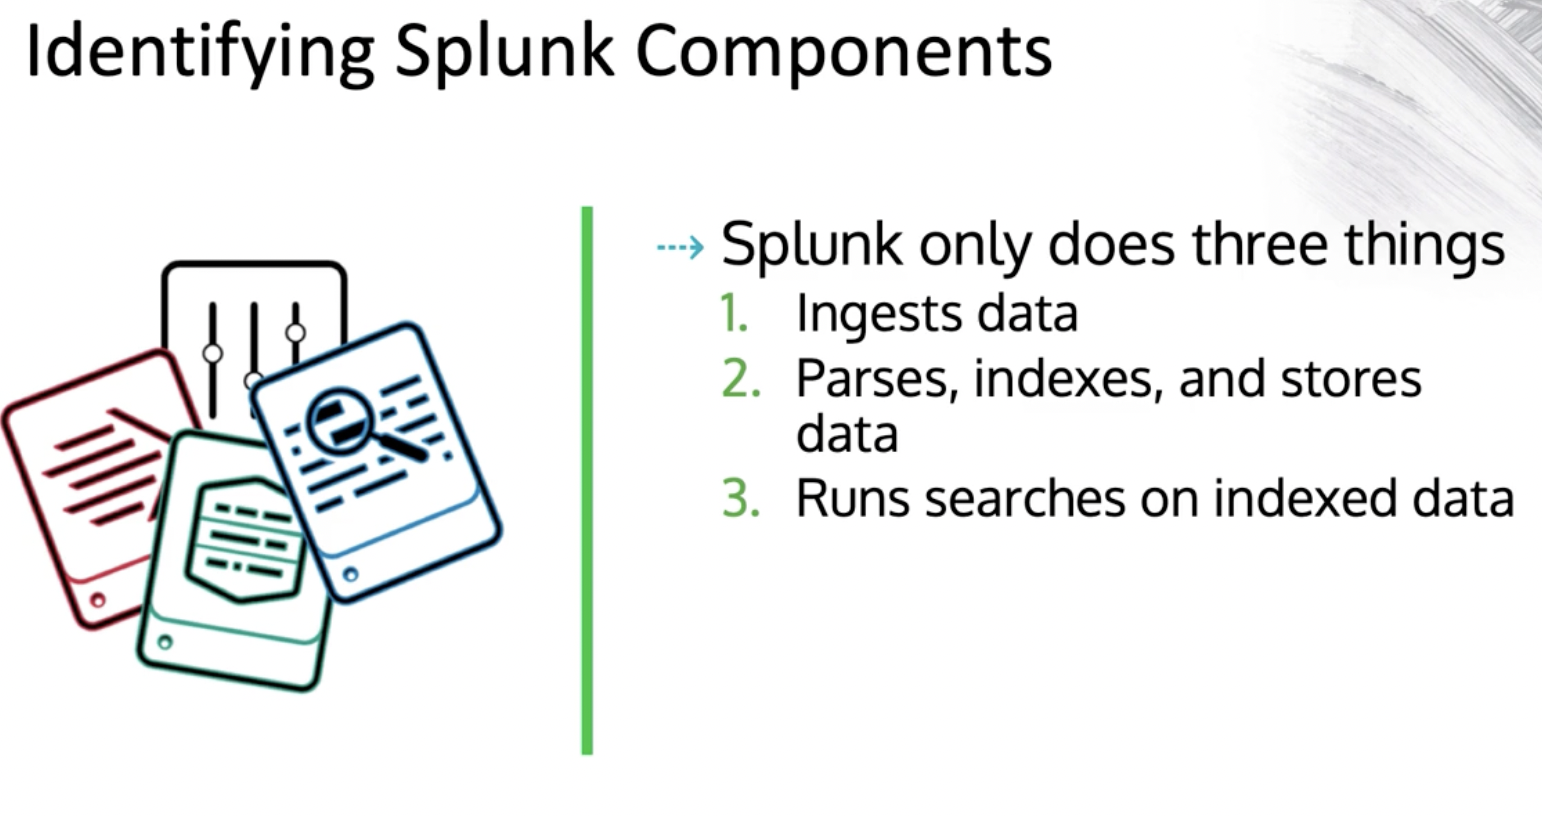 Identifying Splunk Components
Splunk only does three things
1. Ingests data
2. Parses, indexes, and stores
data
3. Runs searches on indexed data